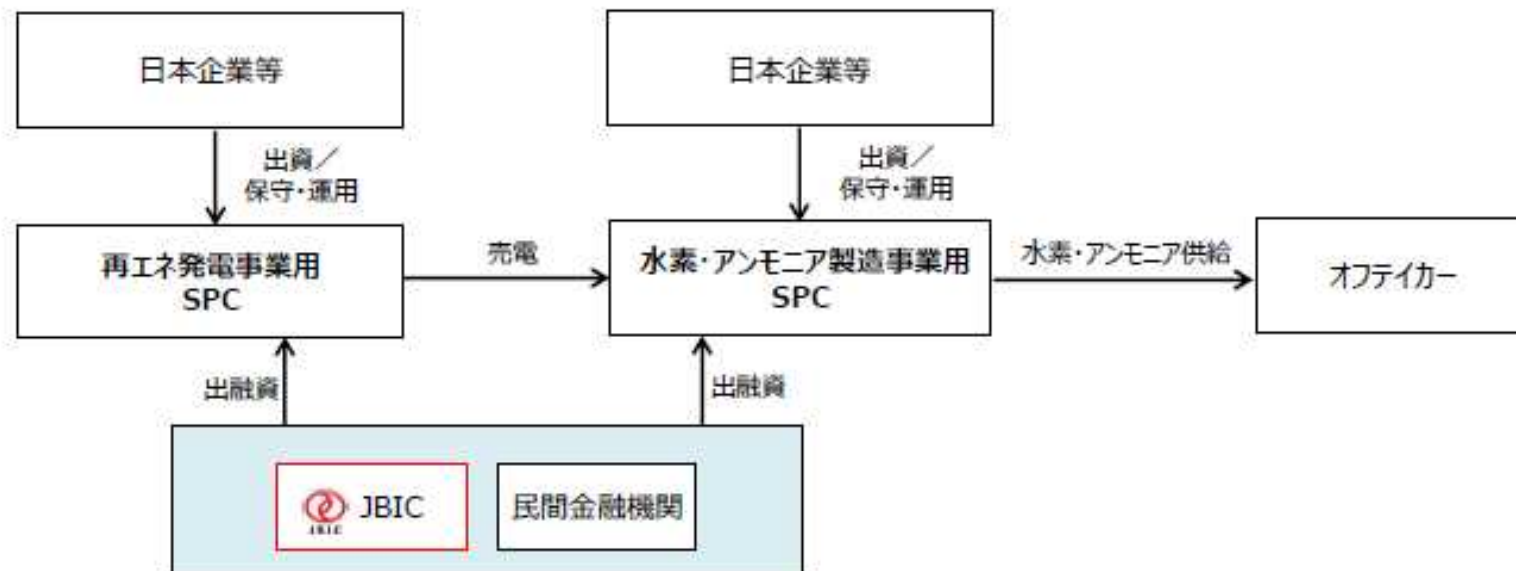 日本企業等
日本企業等
出資／
保守・運用
出資／
保守・運用
再エネ発電事業用
SPC
売電
水素・アンモニア製造事業用
SPC
水素・アンモニア供給
オフテイカー
出融資
出融資
JBIC
JBIC
民間金融機関